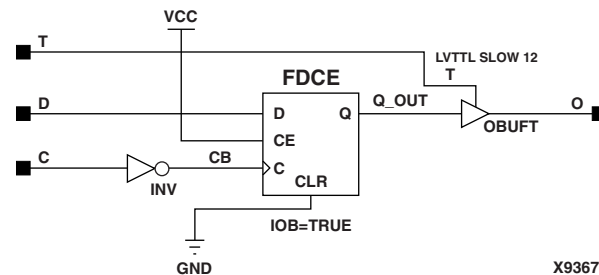 VCC
T
LVTTL SLOW 12
T
FDCE
D
D
Q
Q_OUT
O
CE
OBUFT
C
CB
C
INV
CLR
IOB=TRUE
GND
X9367